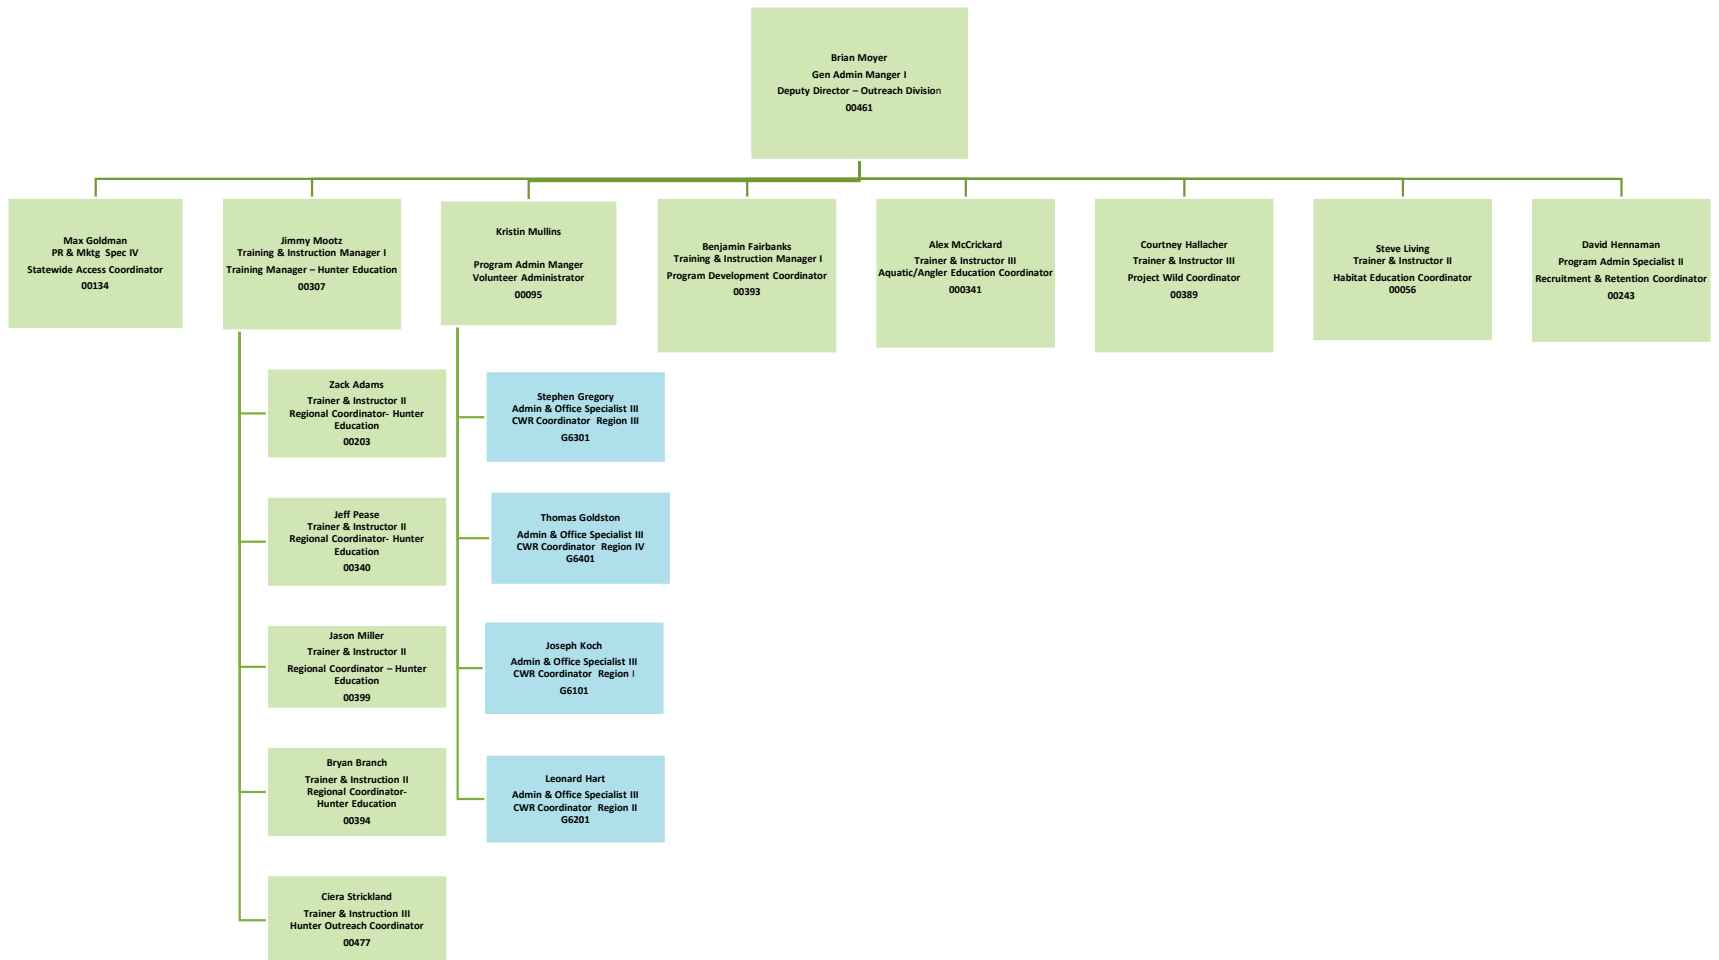 Brian Moyer
Gen Admin Manger I
Deputy Director – Outreach Division
00461
Max Goldman
PR & Mktg Spec IV
Statewide Access Coordinator
00134
Jimmy Mootz
Training & Instruction Manager I
Training Manager – Hunter Education
00307
Kristin Mullins
Program Admin Manger
Volunteer Administrator
00095
Benjamin Fairbanks
Training & Instruction Manager I
Program Development Coordinator
00393
Alex McCrickard
Trainer & Instructor III
Aquatic/Angler Education Coordinator
000341
Courtney Hallacher
Trainer & Instructor III
Project Wild Coordinator
00389
Steve Living
Trainer & Instructor II
Habitat Education Coordinator
00056
David Hennaman
Program Admin Specialist II
Recruitment & Retention Coordinator
00243
Zack Adams
Trainer & Instructor II
Regional Coordinator- Hunter
Education
00203
Jeff Pease
Trainer & Instructor II
Regional Coordinator- Hunter
Education
00340
Jason Miller
Trainer & Instructor II
Regional Coordinator – Hunter
Education
00399
Bryan Branch
Trainer & Instruction II
Regional Coordinator-
Hunter Education
00394
Ciera Strickland
Trainer & Instruction III
Hunter Outreach Coordinator
00477
Stephen Gregory
Admin & Office Specialist III
CWR Coordinator Region III
G6301
Thomas Goldston
Admin & Office Specialist III
CWR Coordinator Region IV
G6401
Joseph Koch
Admin & Office Specialist III
CWR Coordinator Region I
G6101
Leonard Hart
Admin & Office Specialist III
CWR Coordinator Region II
G6201